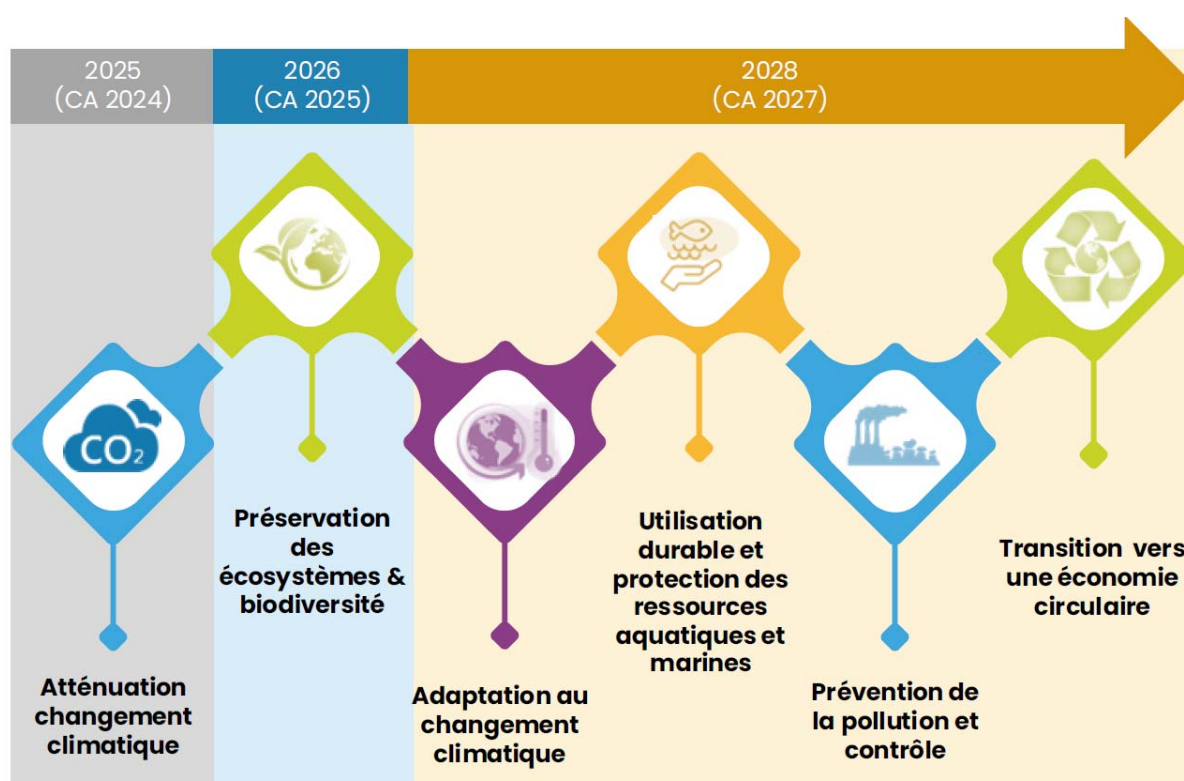 2025
(CA 2024)
2026
(CA 2025)
2028
(CA 2027)
CO2
Atténuation
changement
climatique
Préservation
des
écosystèmes &
biodiversité
Adaptation au
changement
climatique
Utilisation
durable et
protection des
ressources
aquatiques et
marines
Prévention de
la pollution et
contrôle
Transition vers
une économie
circulaire